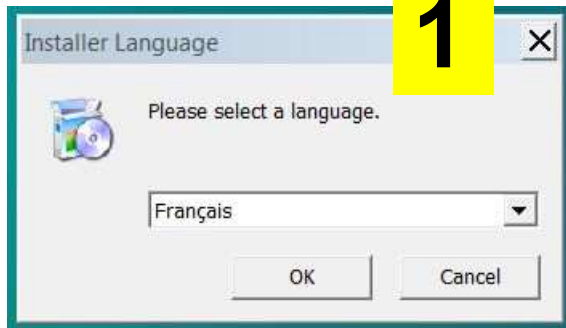 1
Installer Language
Please select a language.
Français
OK Cancel